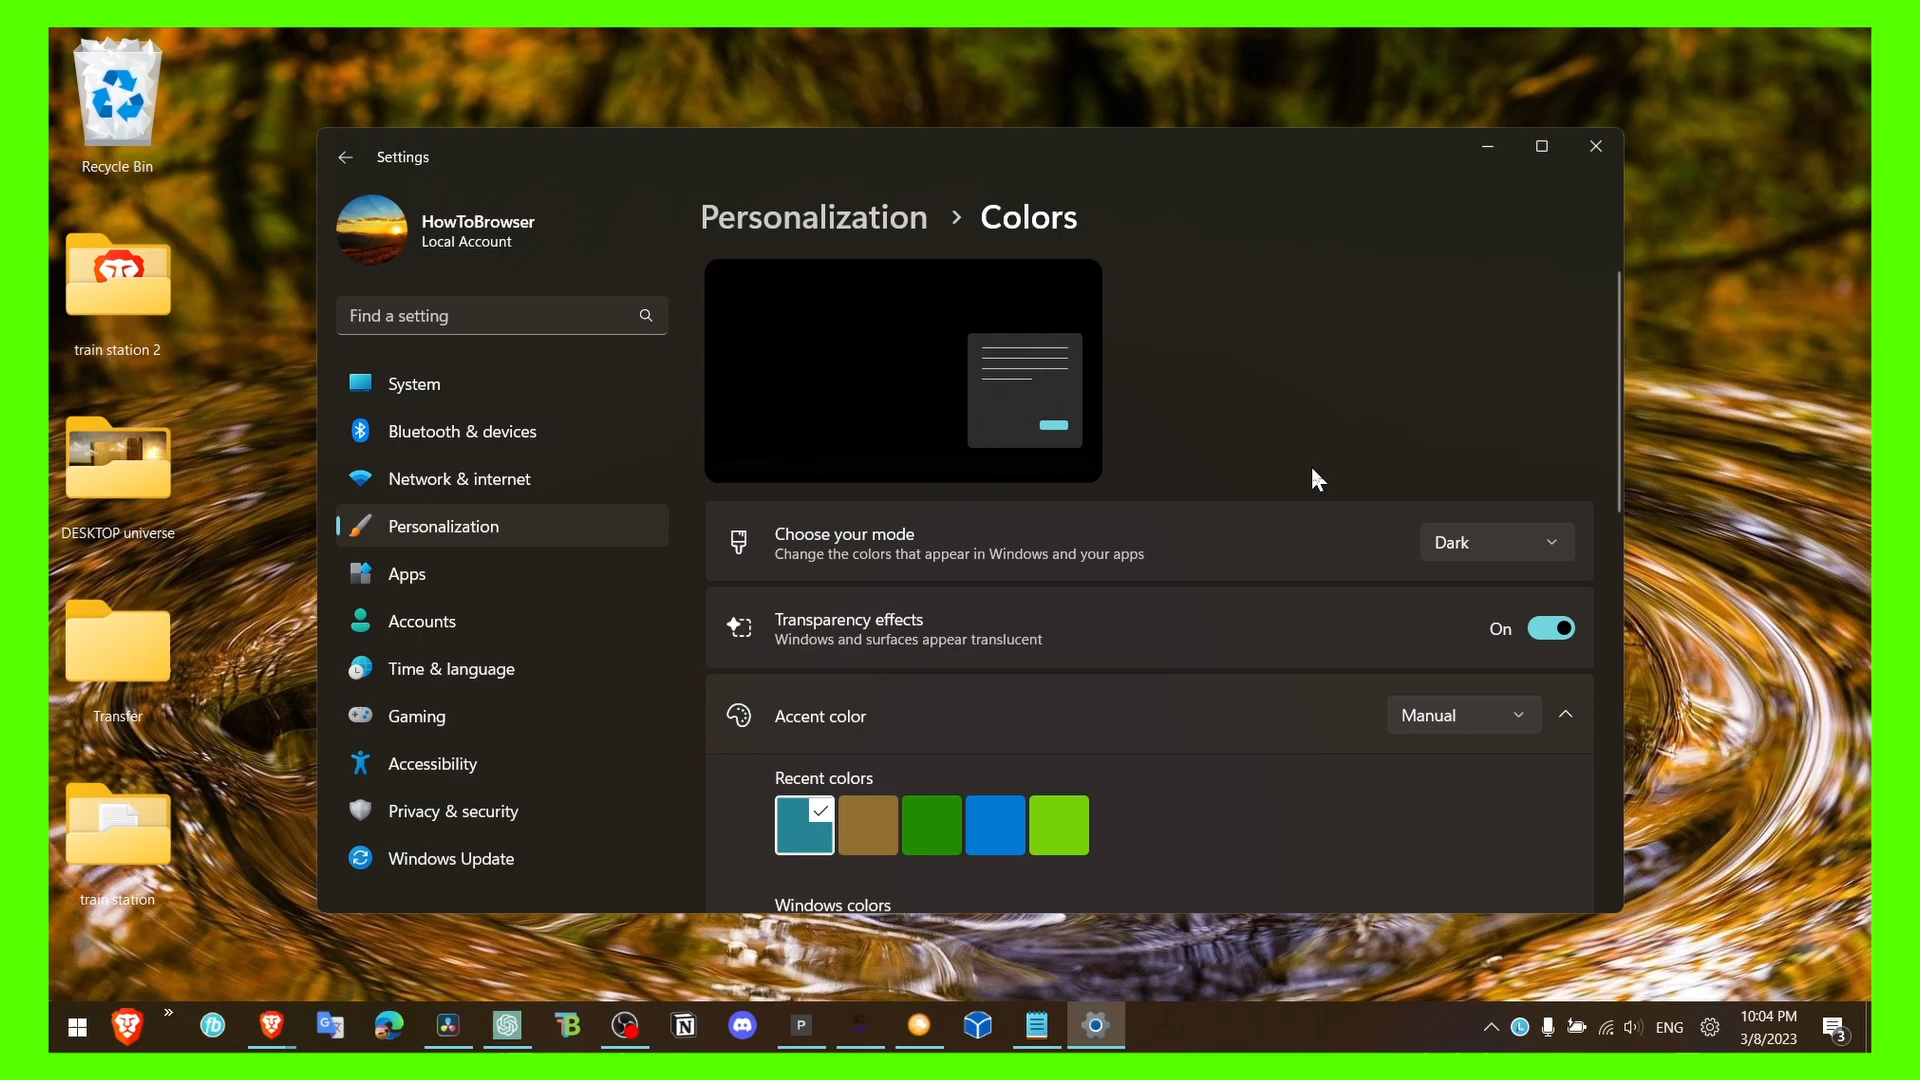 Recycle Bin
train station 2
DESKTOP universe
Transfer
train station
Settings
HowToBrowser
Local Account
Find a setting
System
Bluetooth & devices
Network & internet
Personalization
Apps
Accounts
Time & language
Gaming
Accessibility
Privacy & security
Windows Update
Personalization > Colors
Choose your mode
Change the colors that appear in Windows and your apps
Dark
Transparency effects
Windows and surfaces appear translucent
On
Accent color
Manual
Recent colors
Windows colors
ENG
10:04 PM
3/8/2023
3